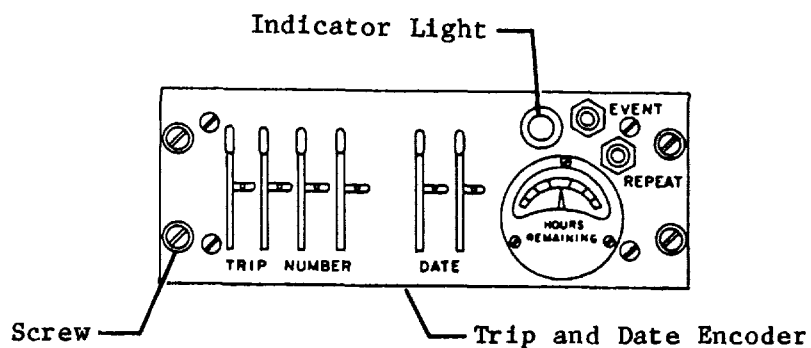 Indicator Light
EVENT
REPEAT
HOURS
REMAINING
TRIP NUMBER DATE
Screw
Trip and Date Encoder